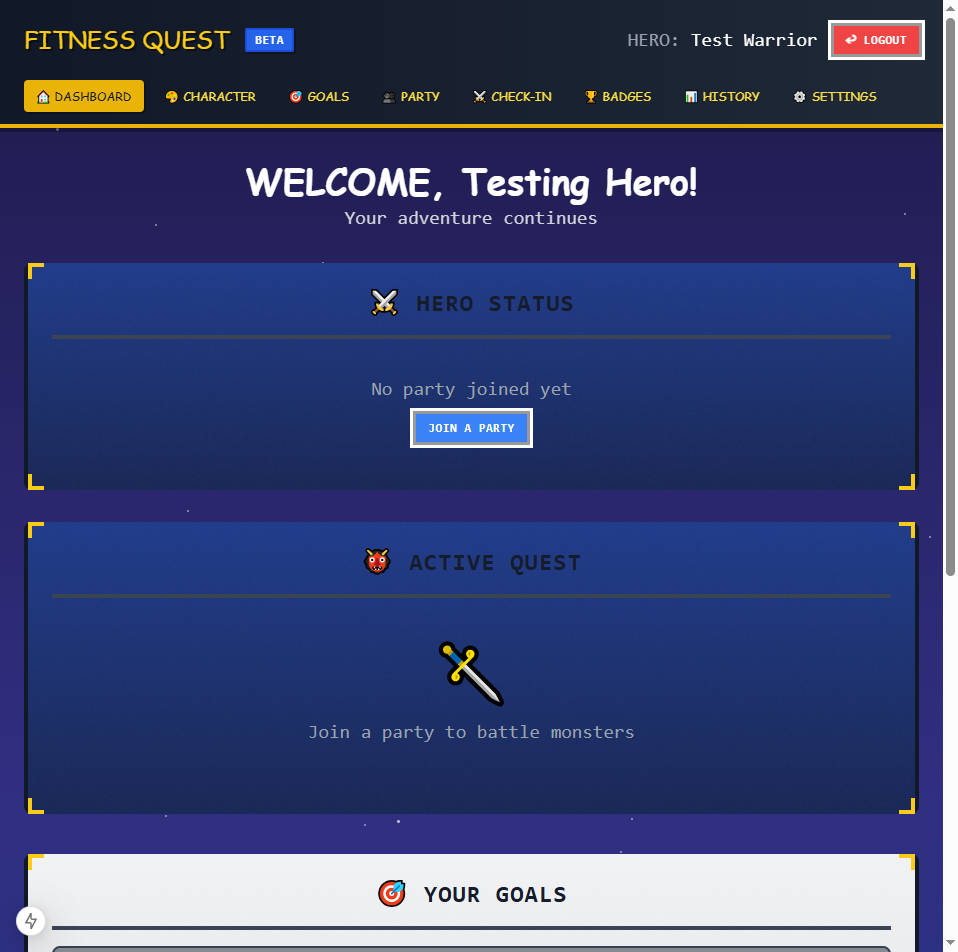 FITNESS QUEST BETA
HERO: Test Warrior LOGOUT
DASHBOARD CHARACTER GOALS PARTY CHECK-IN BADGES HISTORY SETTINGS
WELCOME, Testing Hero!
Your adventure continues
HERO STATUS
No party joined yet
JOIN A PARTY
ACTIVE QUEST
Join a party to battle monsters
YOUR GOALS